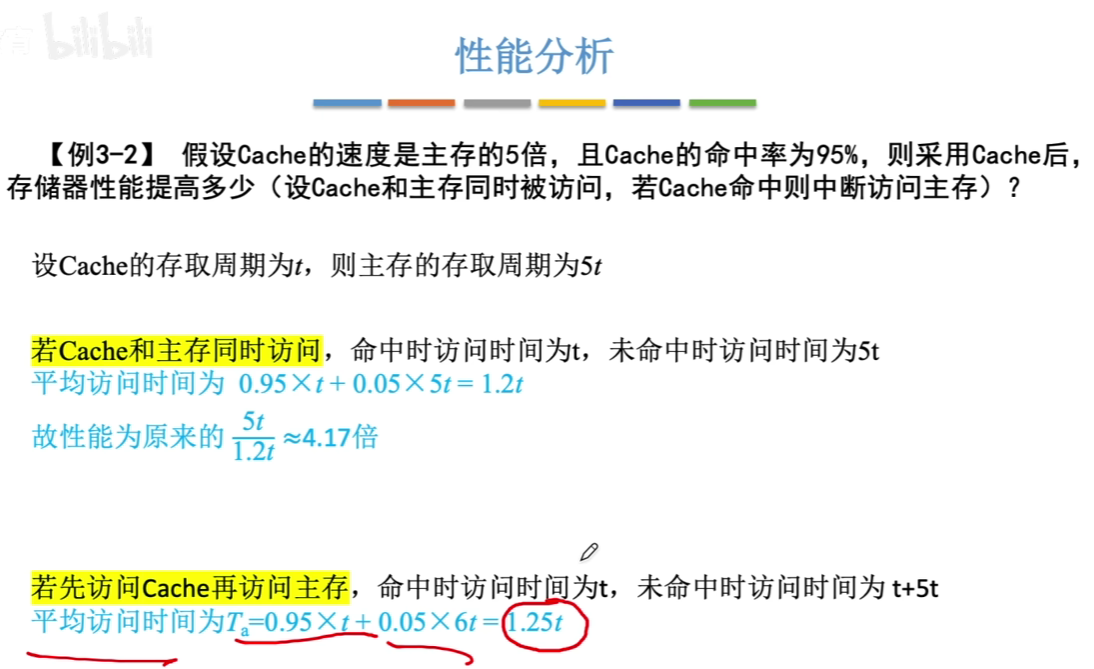 bilibili
性能分析
【例3-2】 假设Cache的速度是主存的5倍，且Cache的命中率为95%，则采用Cache后，
存储器性能提高多少（设Cache和主存同时被访问，若Cache命中则中断访问主存）？
设Cache的存取周期为t，则主存的存取周期为5t
若Cache和主存同时访问，命中时访问时间为t，未命中时访问时间为5t
平均访问时间为 0.95×t + 0.05×5t = 1.2t
故性能为原来的 5t/1.2t ≈4.17倍
若先访问Cache再访问主存，命中时访问时间为t，未命中时访问时间为 t+5t
平均访问时间为Ta=0.95×t + 0.05×6t = 1.25t